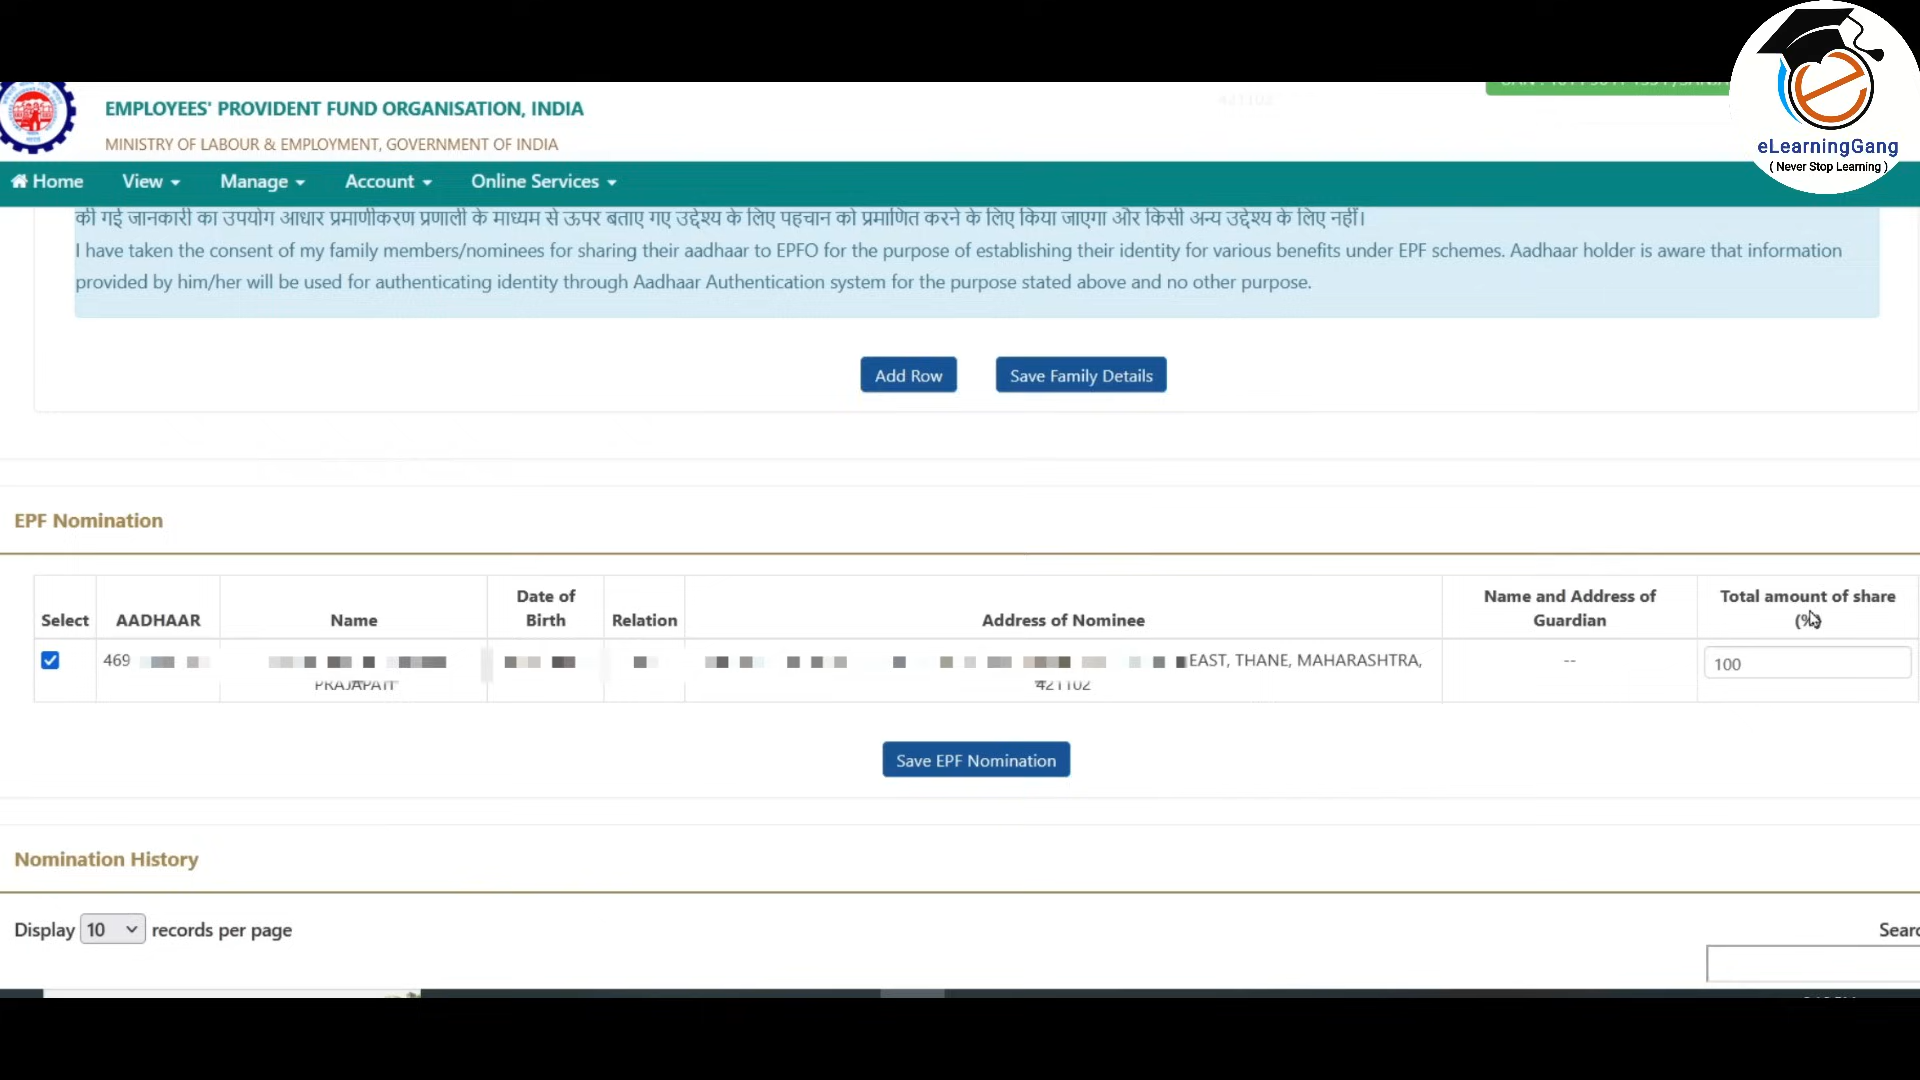 EMPLOYEES' PROVIDENT FUND ORGANISATION, INDIA
MINISTRY OF LABOUR & EMPLOYMENT, GOVERNMENT OF INDIA
eLearningGang
( Never Stop Learning )
Home View Manage Account Online Services
की गई जानकारी का उपयोग आधार प्रमाणीकरण प्रणाली के माध्यम से ऊपर बताए गए उद्देश्य के लिए पहचान को प्रमाणित करने के लिए किया जाएगा और किसी अन्य उद्देश्य के लिए नहीं।
I have taken the consent of my family members/nominees for sharing their aadhaar to EPFO for the purpose of establishing their identity for various benefits under EPF schemes. Aadhaar holder is aware that information
provided by him/her will be used for authenticating identity through Aadhaar Authentication system for the purpose stated above and no other purpose.
Add Row Save Family Details
EPF Nomination
Select AADHAAR Name Date of Birth Relation Address of Nominee Name and Address of Guardian Total amount of share (%)
469 EAST, THANE, MAHARASHTRA, -- 100
PRAJAPATI 421102
Save EPF Nomination
Nomination History
Display 10 records per page